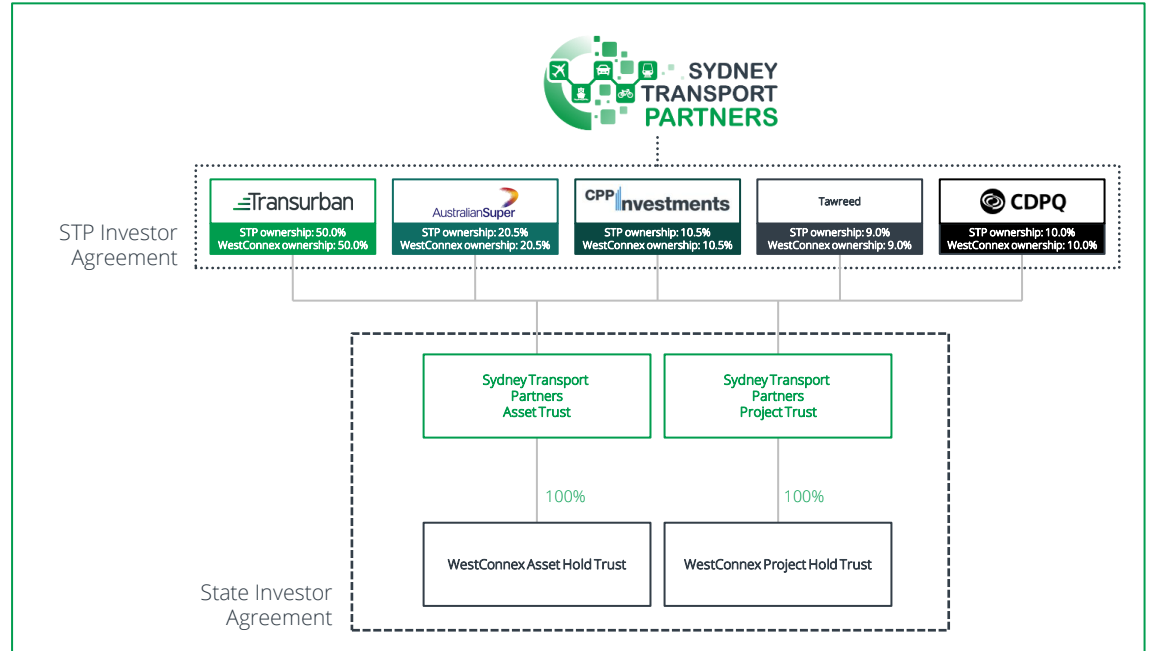 SYDNEY
TRANSPORT
PARTNERS
STP Investor
Agreement
Transurban
STP ownership: 50.0%
WestConnex ownership: 50.0%
AustralianSuper
STP ownership: 20.5%
WestConnex ownership: 20.5%
CPP Investments
STP ownership: 10.5%
WestConnex ownership: 10.5%
Tawreed
STP ownership: 9.0%
WestConnex ownership: 9.0%
CDPQ
STP ownership: 10.0%
WestConnex ownership: 10.0%
Sydney Transport
Partners
Asset Trust
Sydney Transport
Partners
Project Trust
100%
100%
WestConnex Asset Hold Trust
WestConnex Project Hold Trust
State Investor
Agreement